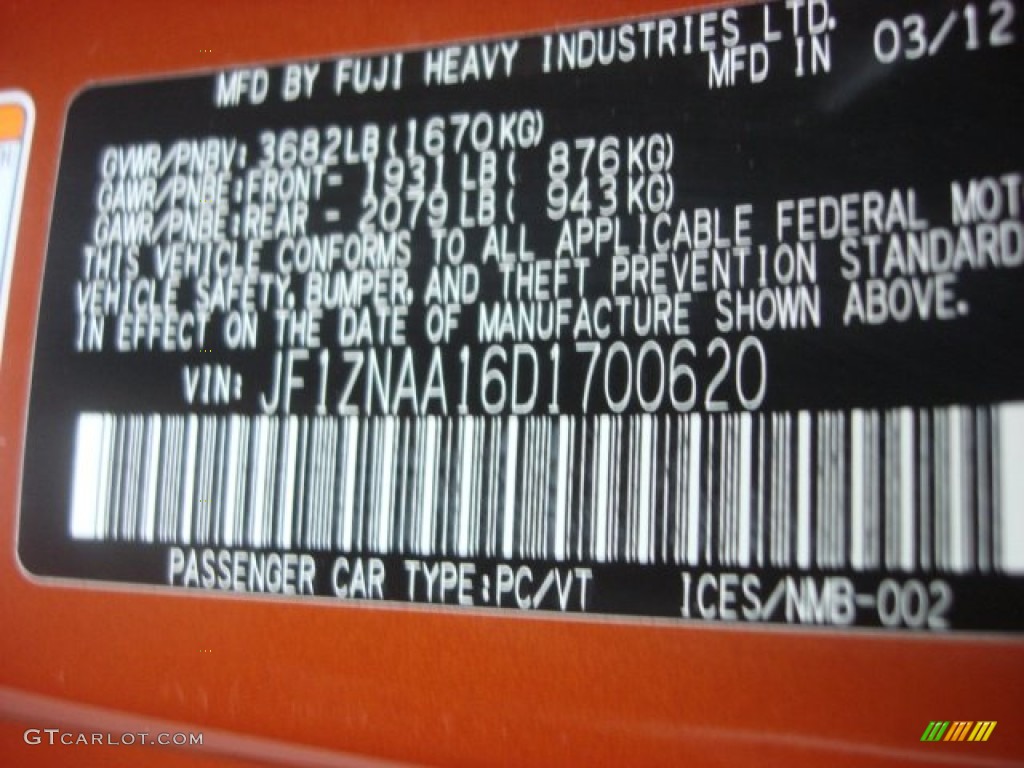 MFD BY FUJI HEAVY INDUSTRIES LTD.
MFD IN 03/12
GVWR/PNBV: 3682LB(1670KG)
GAWR/PNBE:FRONT- 1931LB( 876KG)
GAWR/PNBE:REAR - 2079LB( 943KG)
THIS VEHICLE CONFORMS TO ALL APPLICABLE FEDERAL MOT
VEHICLE SAFETY, BUMPER, AND THEFT PREVENTION STANDARD
IN EFFECT ON THE DATE OF MANUFACTURE SHOWN ABOVE.
VIN: JF1ZNAA16D1700620
PASSENGER CAR TYPE:PC/VT ICES/NMB-002
GTCARLOT.COM